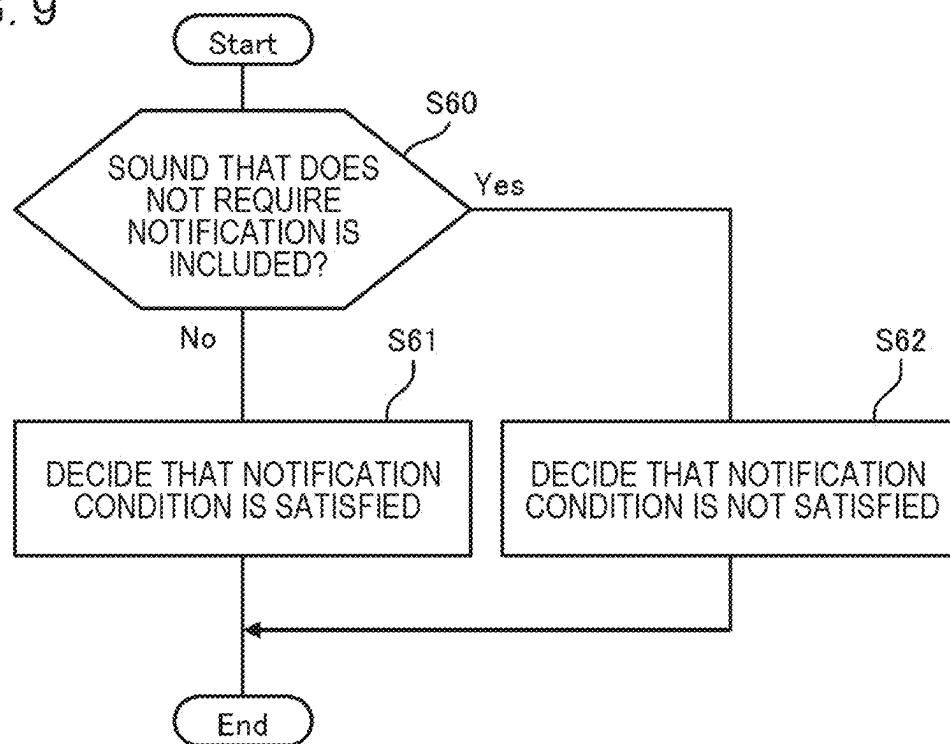 G. 9
Start
S60
SOUND THAT DOES
NOT REQUIRE
NOTIFICATION IS
INCLUDED?
Yes
No
S61
S62
DECIDE THAT NOTIFICATION
CONDITION IS SATISFIED
DECIDE THAT NOTIFICATION
CONDITION IS NOT SATISFIED
End